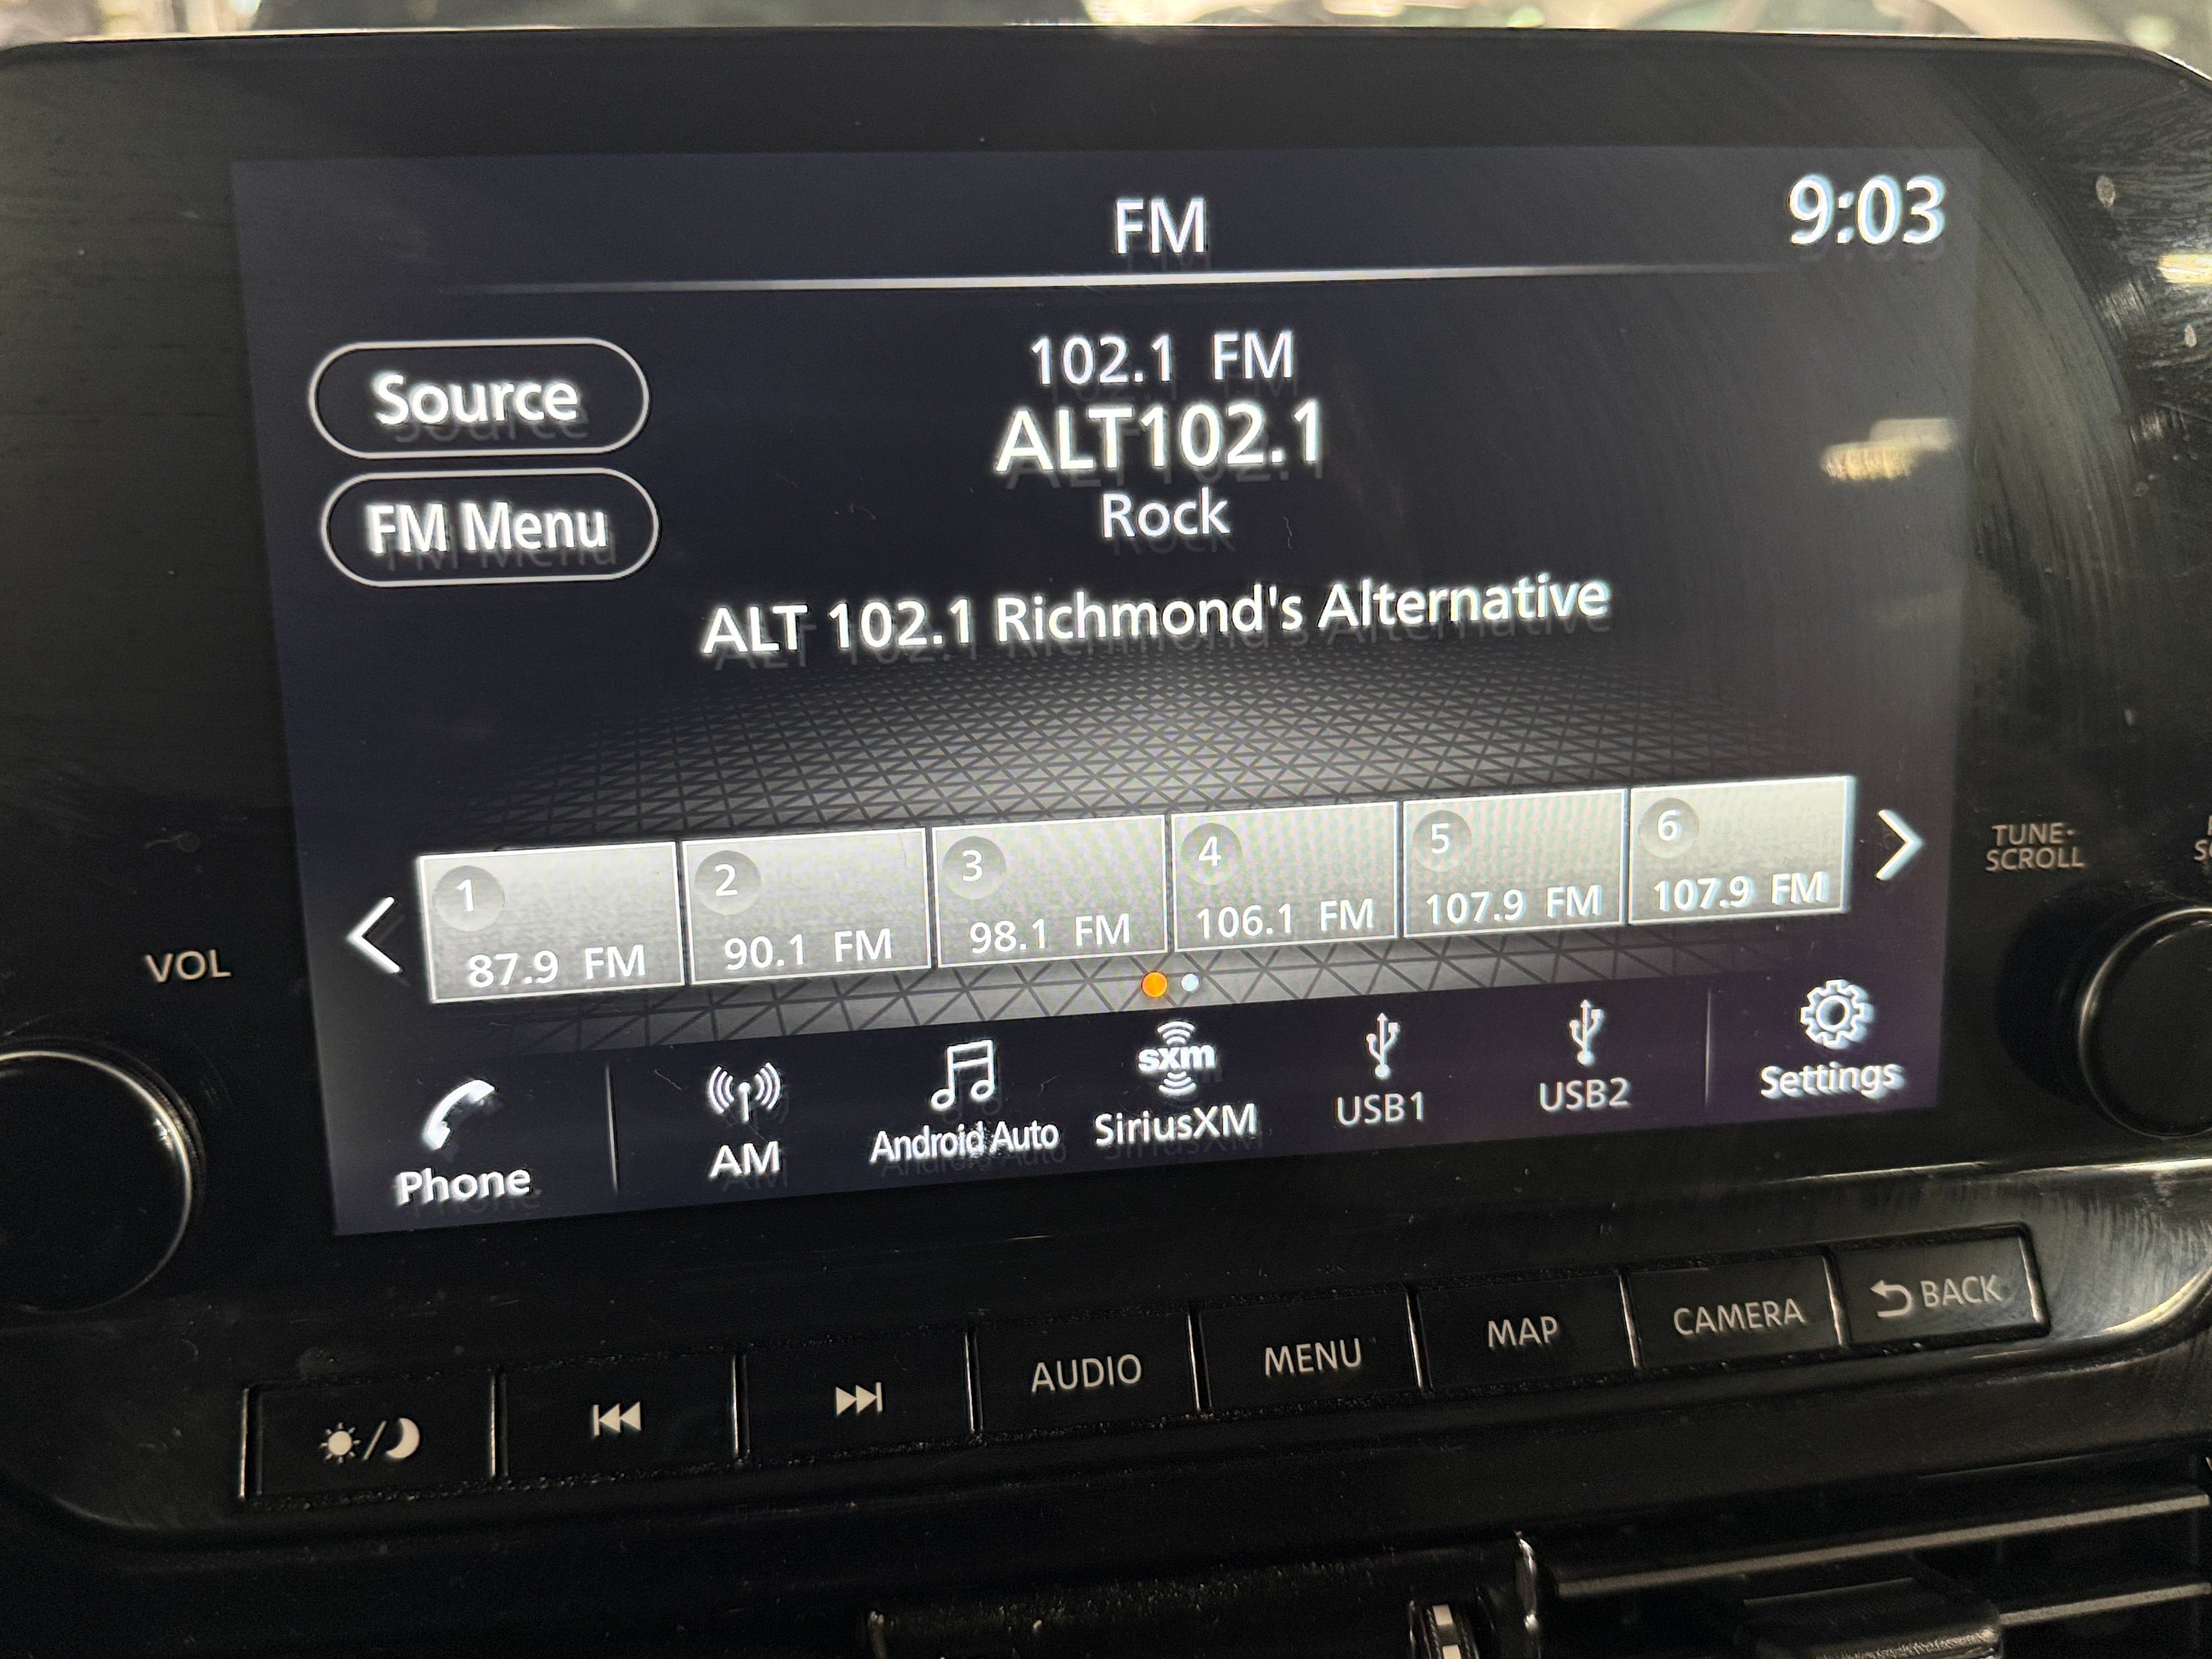 FM
9:03
Source
FM Menu
102.1 FM
ALT102.1
Rock
ALT 102.1 Richmond's Alternative
1
87.9 FM
2
90.1 FM
3
98.1 FM
4
106.1 FM
5
107.9 FM
6
107.9 FM
TUNE·
SCROLL
VOL
Phone
AM
Android Auto
sxm
SiriusXM
USB1
USB2
Settings
AUDIO
MENU
MAP
CAMERA
BACK